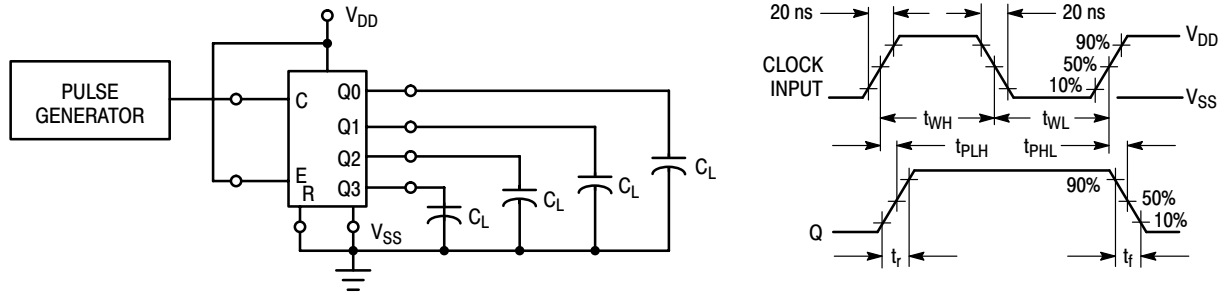 V_DD
PULSE
GENERATOR
C
E
R
Q0
Q1
Q2
Q3
C_L
C_L
C_L
C_L
V_SS
20 ns
20 ns
CLOCK
INPUT
90%
50%
10%
V_DD
V_SS
t_WH
t_WL
t_PLH
t_PHL
90%
50%
10%
Q
t_r
t_f